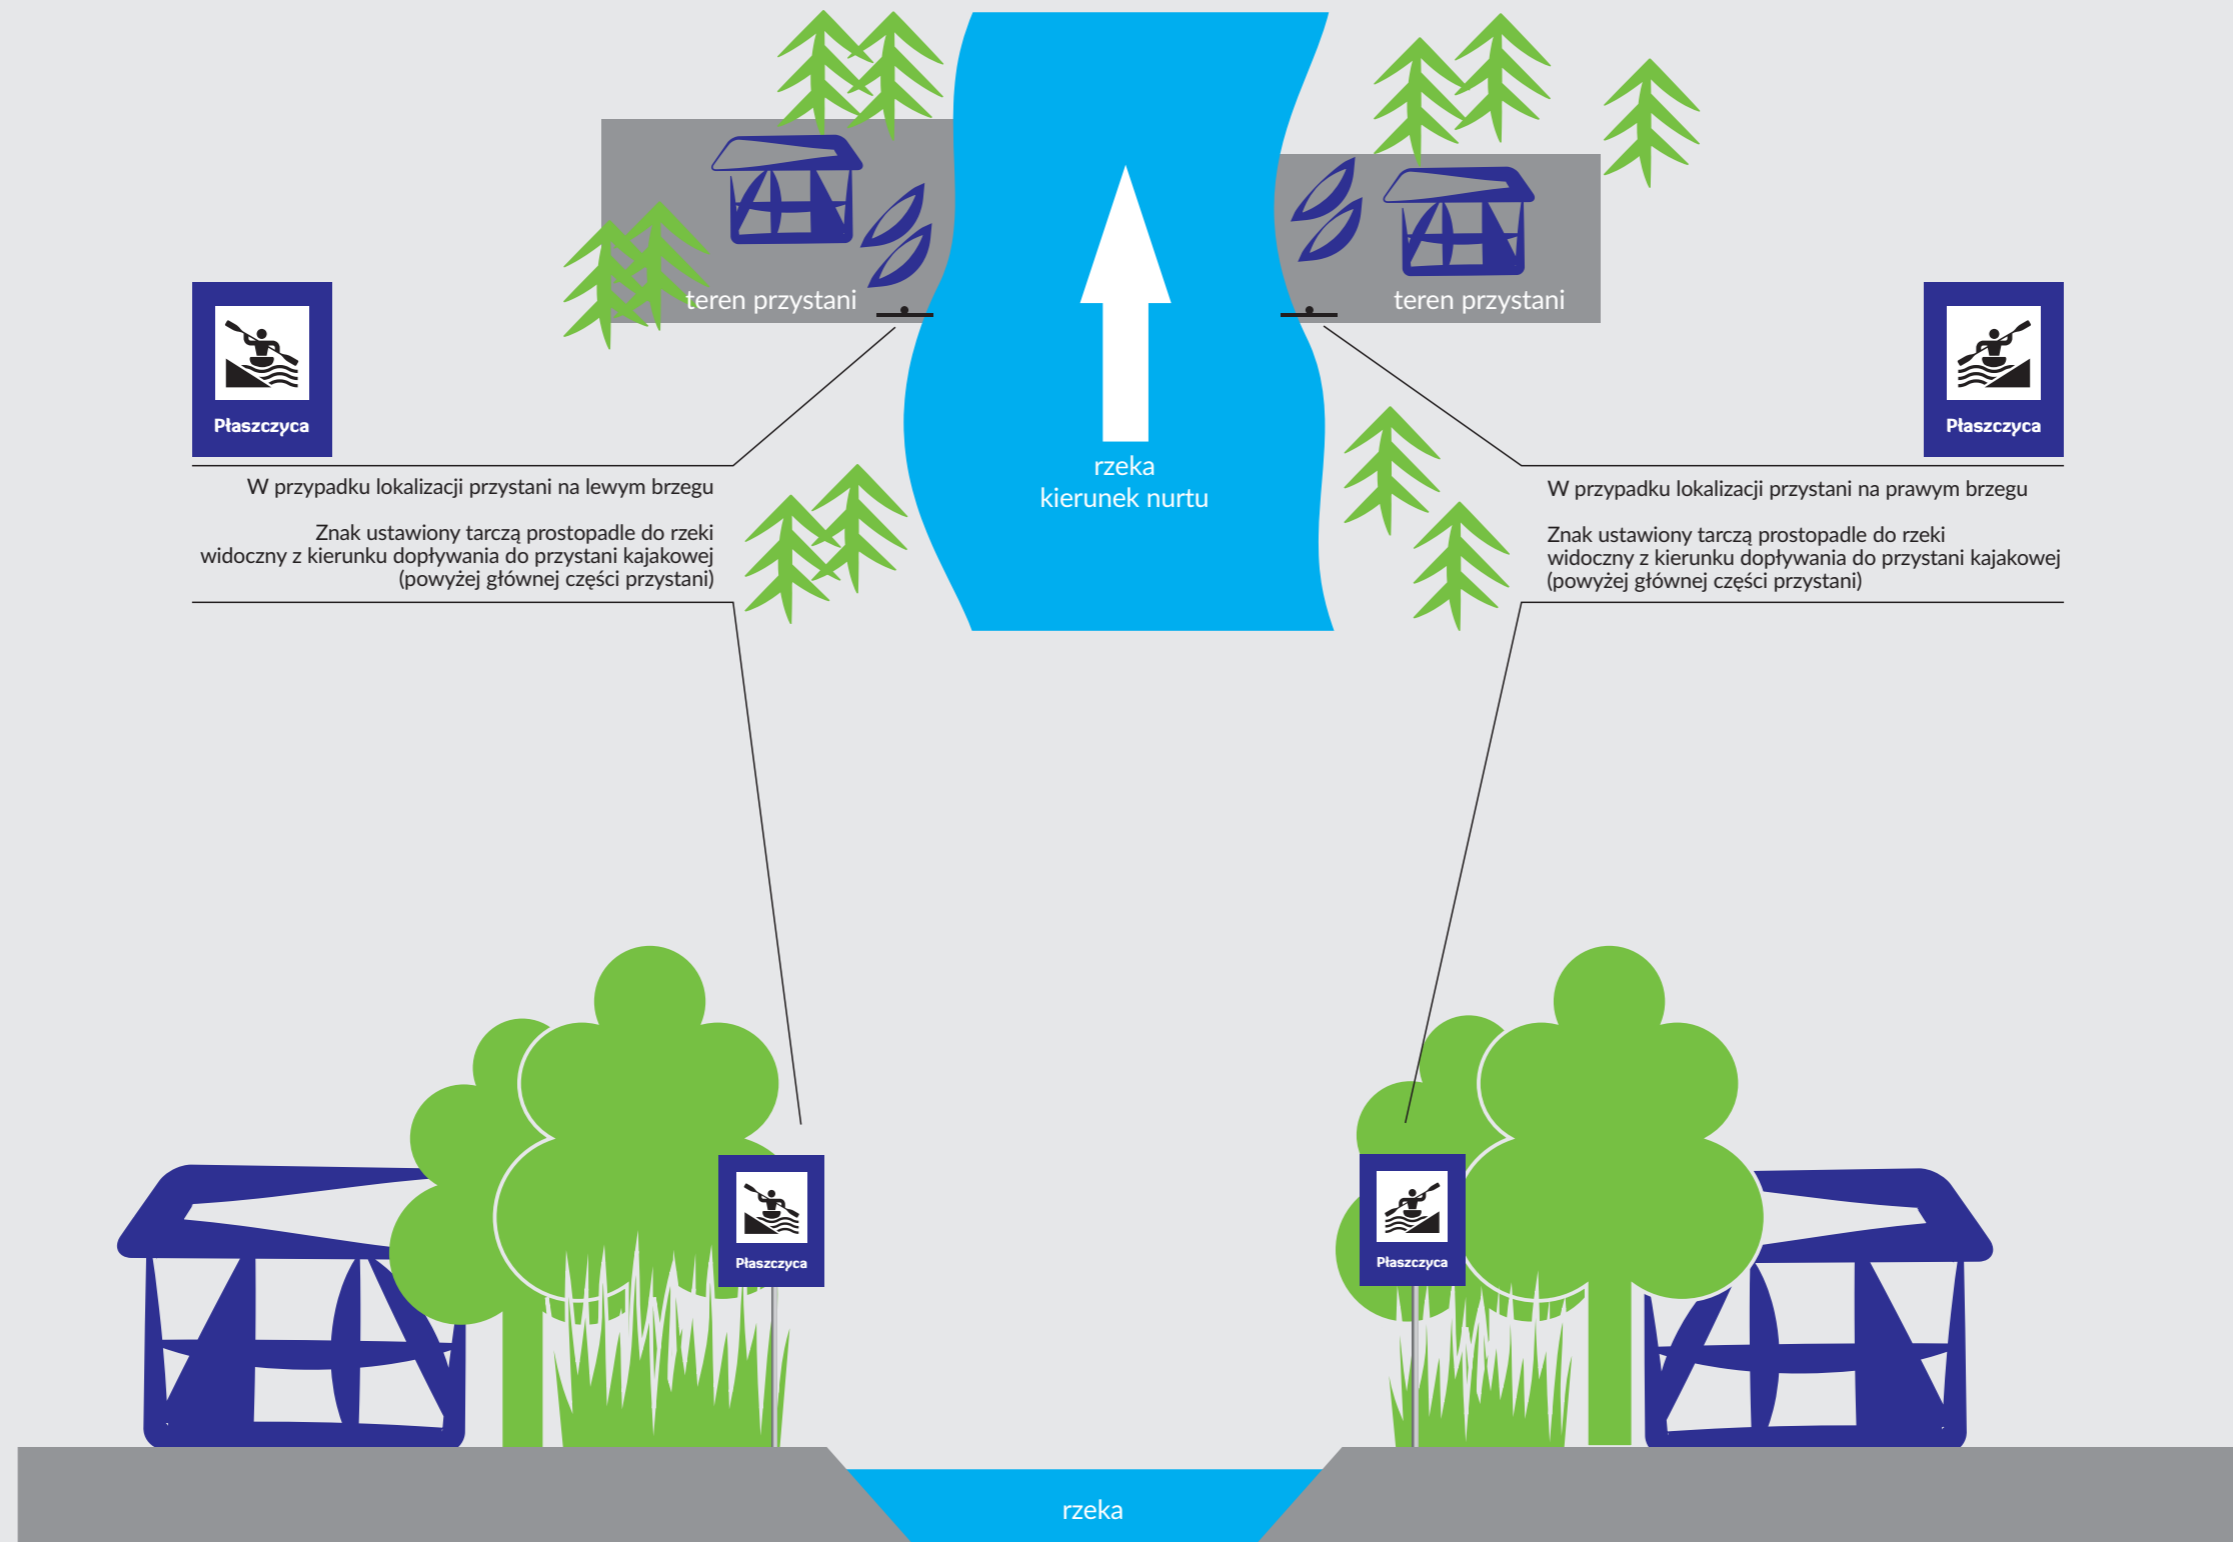 teren przystani
teren przystani
Płaszczyca
Płaszczyca
rzeka
kierunek nurtu
W przypadku lokalizacji przystani na lewym brzegu
Znak ustawiony tarczą prostopadle do rzeki
widoczny z kierunku dopływania do przystani kajakowej
(powyżej głównej części przystani)
W przypadku lokalizacji przystani na prawym brzegu
Znak ustawiony tarczą prostopadle do rzeki
widoczny z kierunku dopływania do przystani kajakowej
(powyżej głównej części przystani)
Płaszczyca
Płaszczyca
rzeka